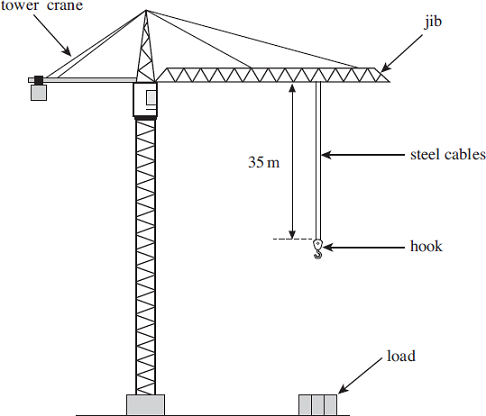 tower crane
jib
35 m
steel cables
hook
load